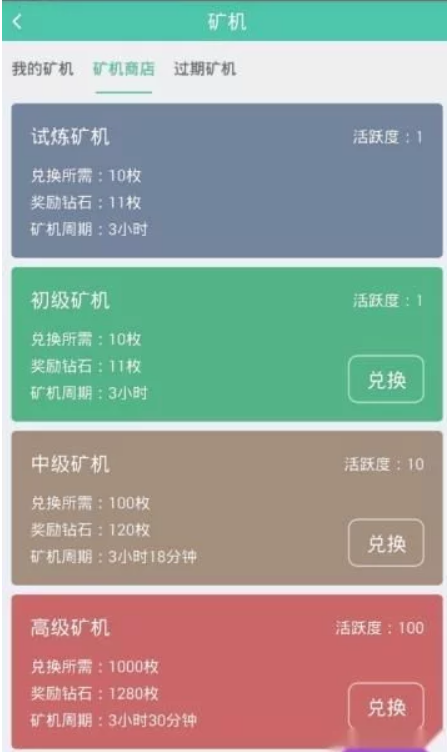 矿机
我的矿机 矿机商店 过期矿机
试炼矿机 活跃度：1
兑换所需：10枚
奖励钻石：11枚
矿机周期：3小时
初级矿机 活跃度：1
兑换所需：10枚
奖励钻石：11枚
矿机周期：3小时
兑换
中级矿机 活跃度：10
兑换所需：100枚
奖励钻石：120枚
矿机周期：3小时18分钟
兑换
高级矿机 活跃度：100
兑换所需：1000枚
奖励钻石：1280枚
矿机周期：3小时30分钟
兑换